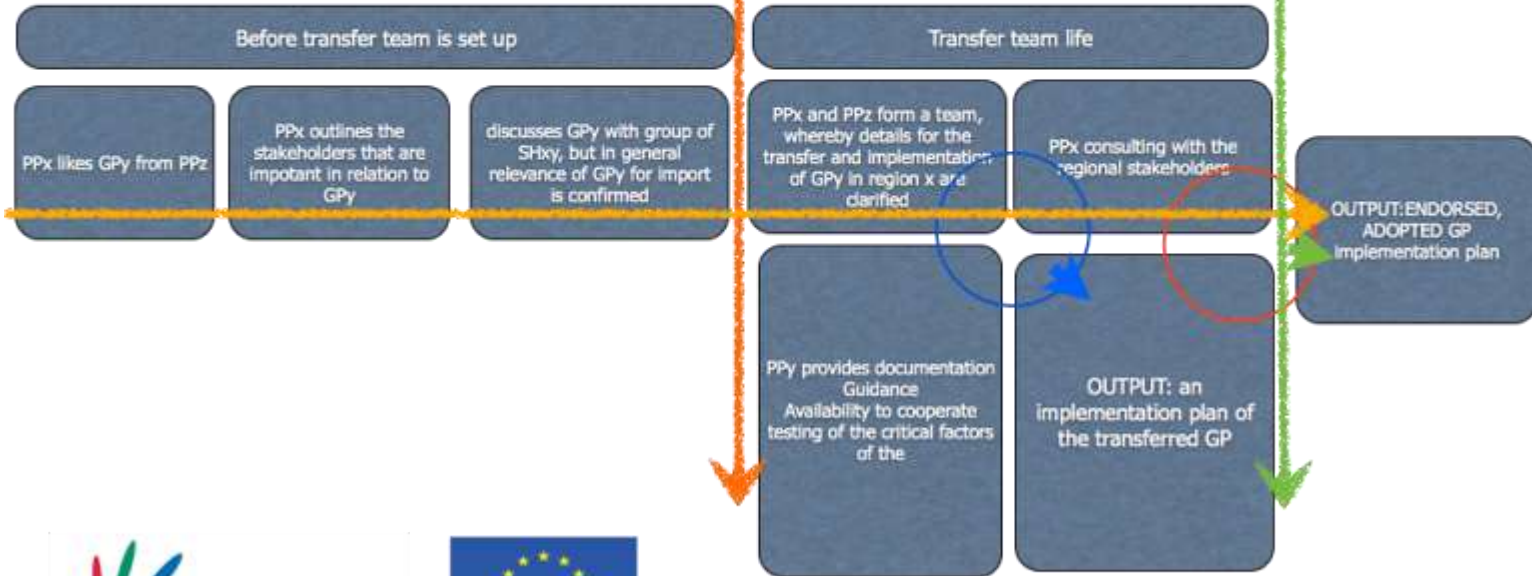 Before transfer team is set up
Transfer team life
PPx likes GPy from PPz
PPx outlines the
stakeholders that are
impotant in relation to
GPy
discusses GPy with group of
SHxy, but in general
relevance of GPy for import
is confirmed
PPx and PPz form a team,
whereby details for the
transfer and implementation
of GPy in region x are
clarified
PPx consulting with the
regional stakeholders
OUTPUT:ENDORSED,
ADOPTED GP
implementation plan
PPy provides documentation
Guidance
Availability to cooperate
testing of the critical factors
of the
OUTPUT: an
implementation plan of
the transferred GP